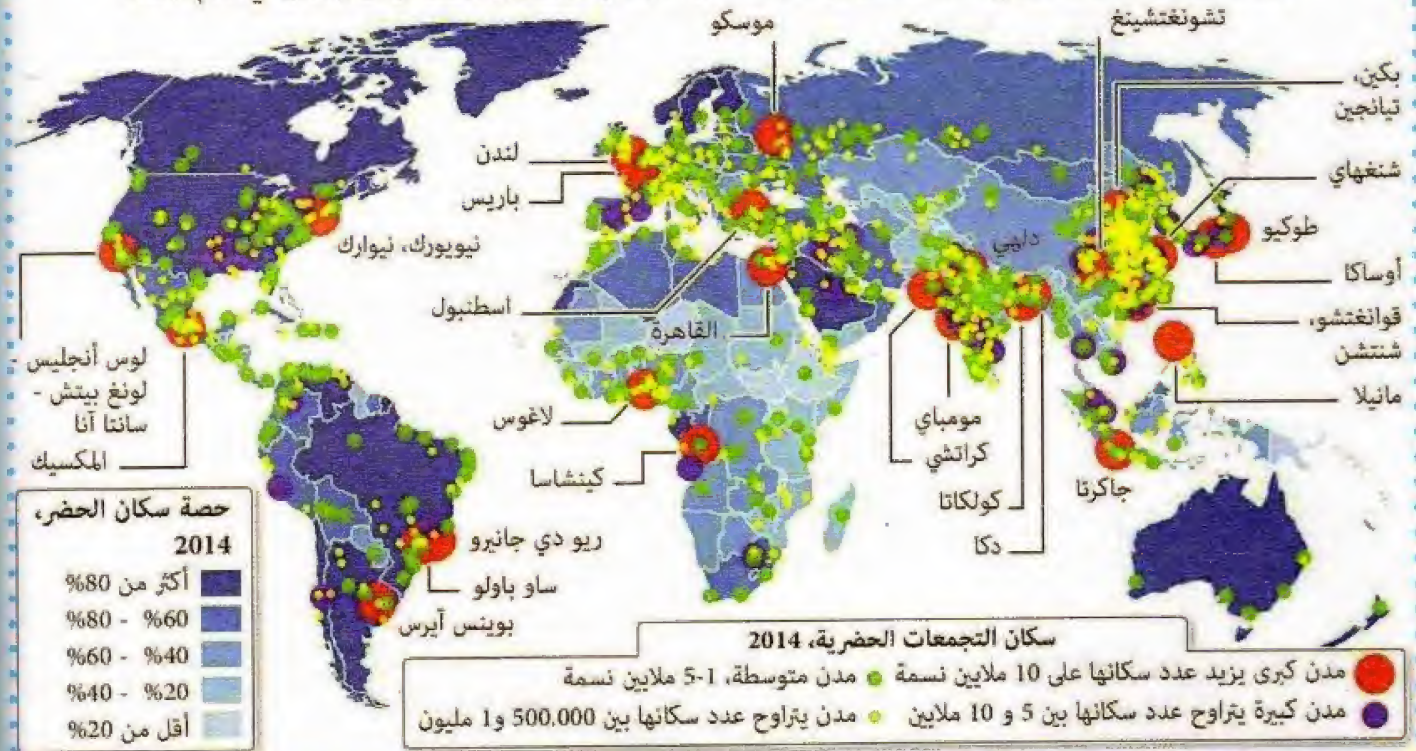 موسكو
تشونغتشينغ
بكين،
تيانجين
لندن
باريس
شنغهاي
طوكيو
نيويورك، نيوارك
دلهي
أوساكا
اسطنبول
القاهرة
قوانغتشو،
شنتشن
لوس أنجليس -
لونغ بيتش -
سانتا آنا
لاغوس
مومباي
مانيلا
كراتشي
المكسيك
كينشاسا
كولكاتا
جاكرتا
دكا
ريو دي جانيرو
ساو باولو
بوينس آيرس
حصة سكان الحضر،
2014
أكثر من 80%
%60 - %80
%40 - %60
%20 - %40
أقل من 20%
سكان التجمعات الحضرية، 2014
مدن كبرى يزيد عدد سكانها على 10 ملايين نسمة
مدن متوسطة، 1-5 ملايين نسمة
مدن كبيرة يتراوح عدد سكانها بين 5 و 10 ملايين
مدن يتراوح عدد سكانها بين 500.000 و1 مليون